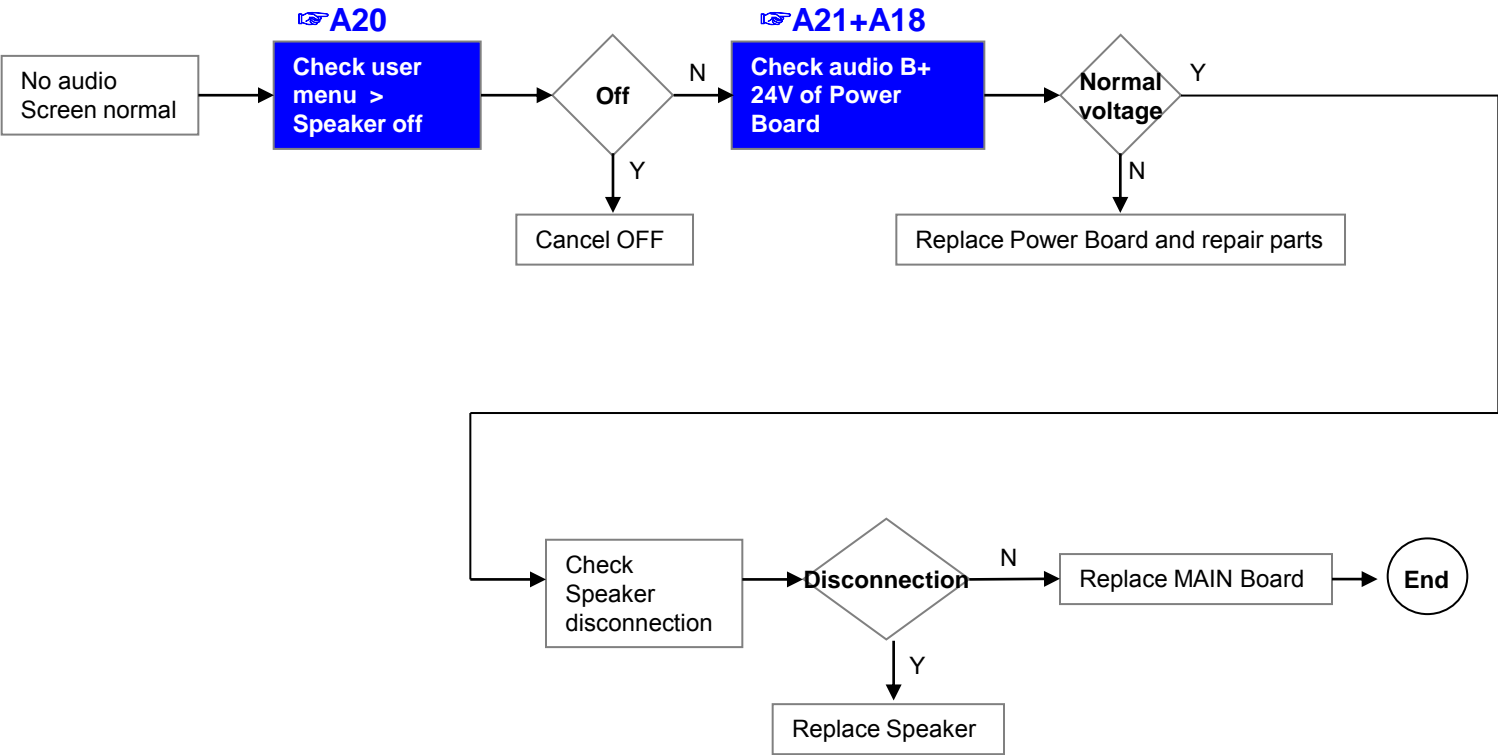 ☞A20
☞A21+A18
No audio
Screen normal
Check user
menu >
Speaker off
Off
N
Y
Cancel OFF
Check audio B+
24V of Power
Board
Normal
voltage
Y
N
Replace Power Board and repair parts
Check
Speaker
disconnection
Disconnection
N
Y
Replace MAIN Board
End
Replace Speaker